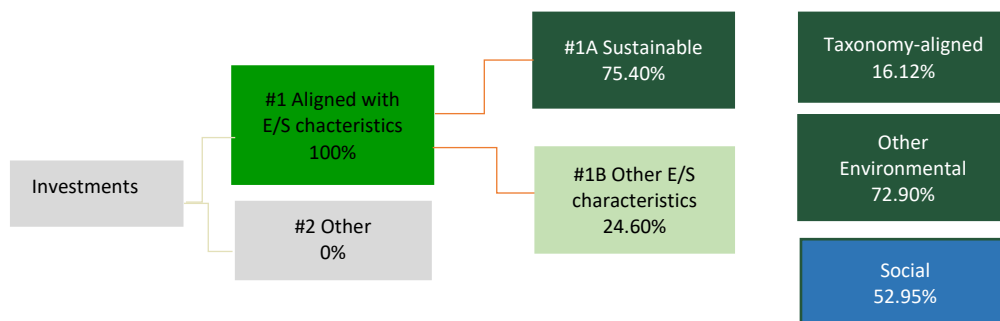 Investments
#1 Aligned with
E/S chacteristics
100%
#2 Other
0%
#1A Sustainable
75.40%
#1B Other E/S
characteristics
24.60%
Taxonomy-aligned
16.12%
Other
Environmental
72.90%
Social
52.95%